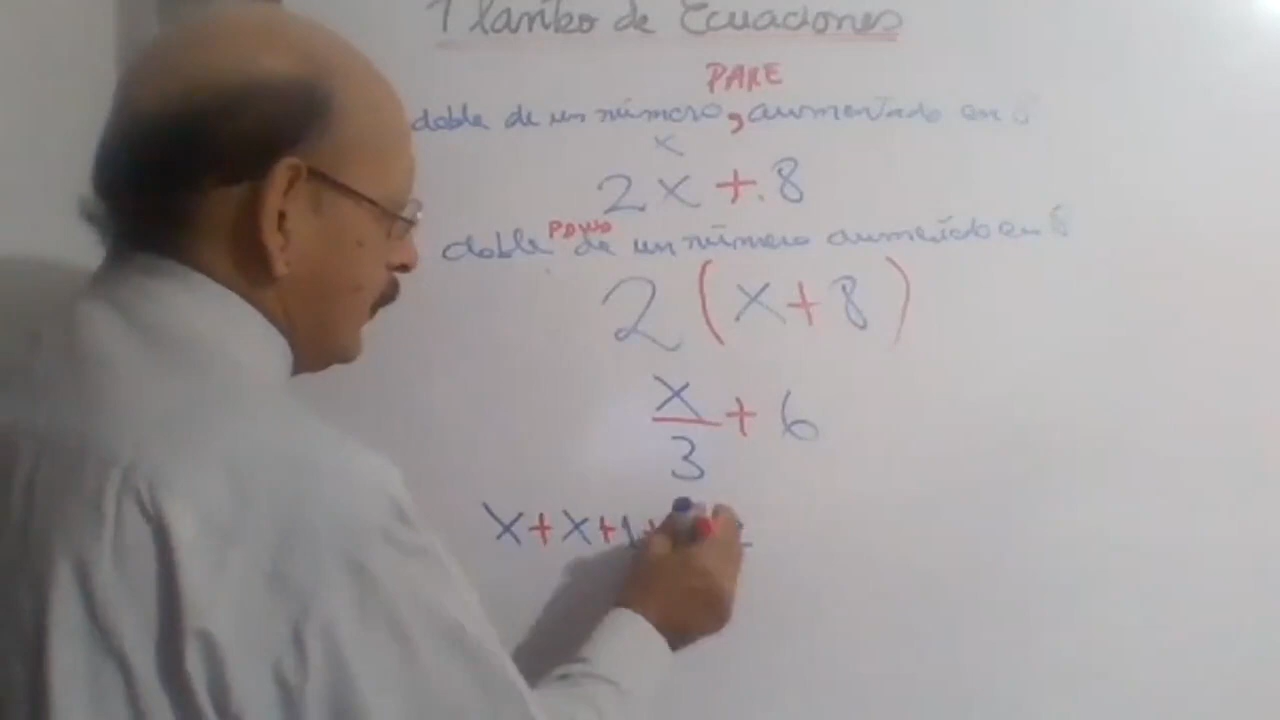 Planteo de Ecuaciones
PARE
doble de un número, aumentado en 8
x
2x + 8
doble de un número aumentado en 8
2 (x + 8)
x
3
+ 6
x + x + 1 +